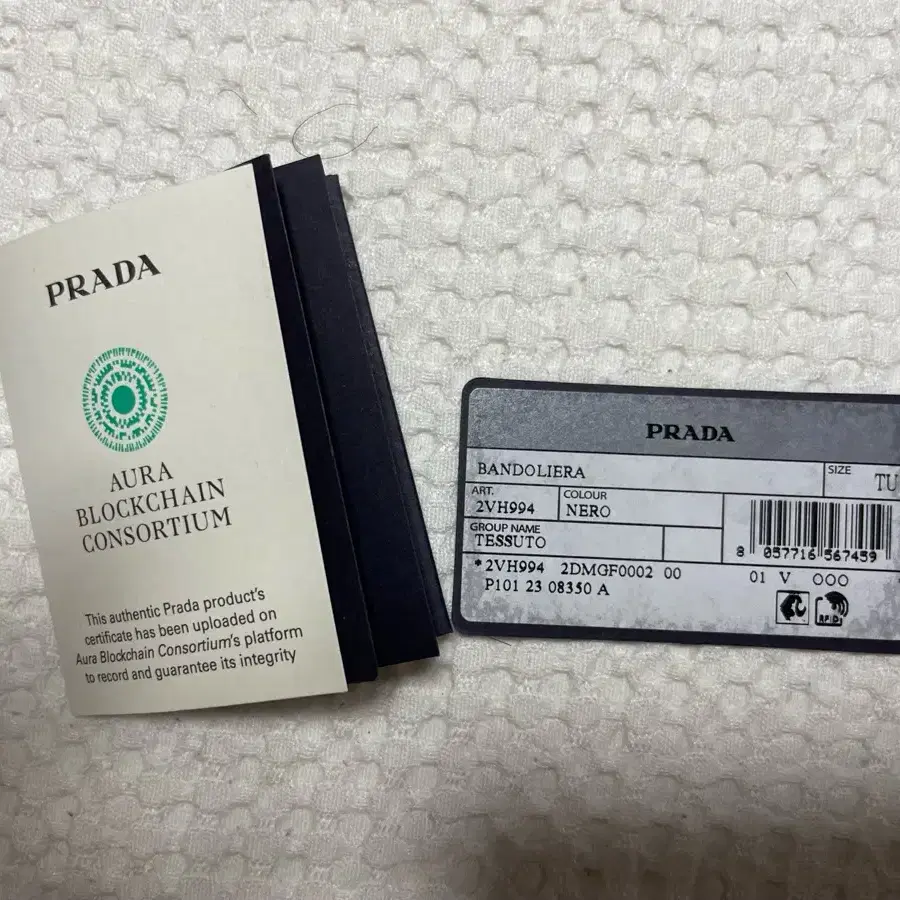 PRADA
AURA
BLOCKCHAIN
CONSORTIUM
This authentic Prada product's
certificate has been uploaded on
Aura Blockchain Consortium's platform
to record and guarantee its integrity
PRADA
BANDOLIERA
SIZE
TU
ART.
2VH994
COLOUR
NERO
GROUP NAME
TESSUTO
8 057716 567459
*2VH994 2DMGF0002 00
01 V OOO
P101 23 08350 A
RFID